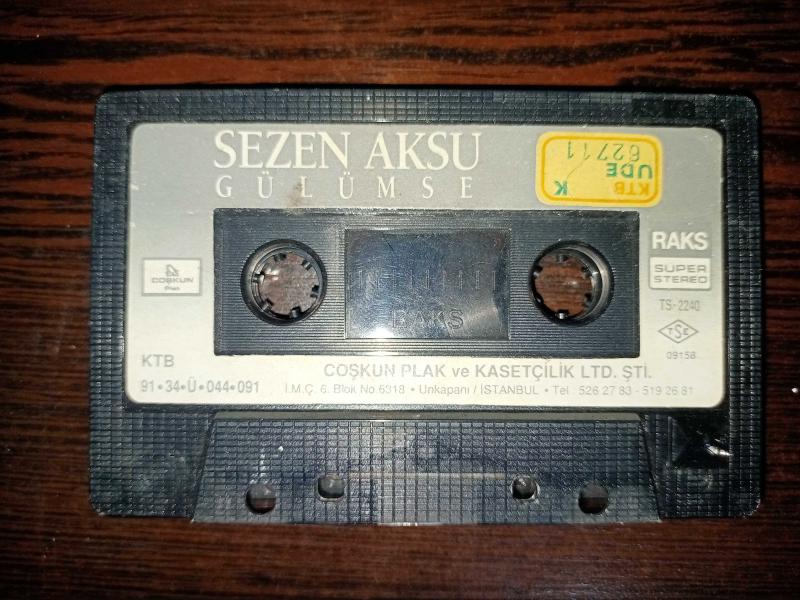 SEZEN AKSU
GÜLÜMSE
KTB
UDE K
62711
RAKS
SUPER
STEREO
COŞKUN
Plak
TS-2240
TSE
09158
RAKS
KTB
91•34•Ü•044•091
COŞKUN PLAK ve KASETÇİLİK LTD. ŞTİ.
İ.M.Ç. 6. Blok No 6318 • Unkapanı / İSTANBUL • Tel : 526 27 83 - 519 26 81